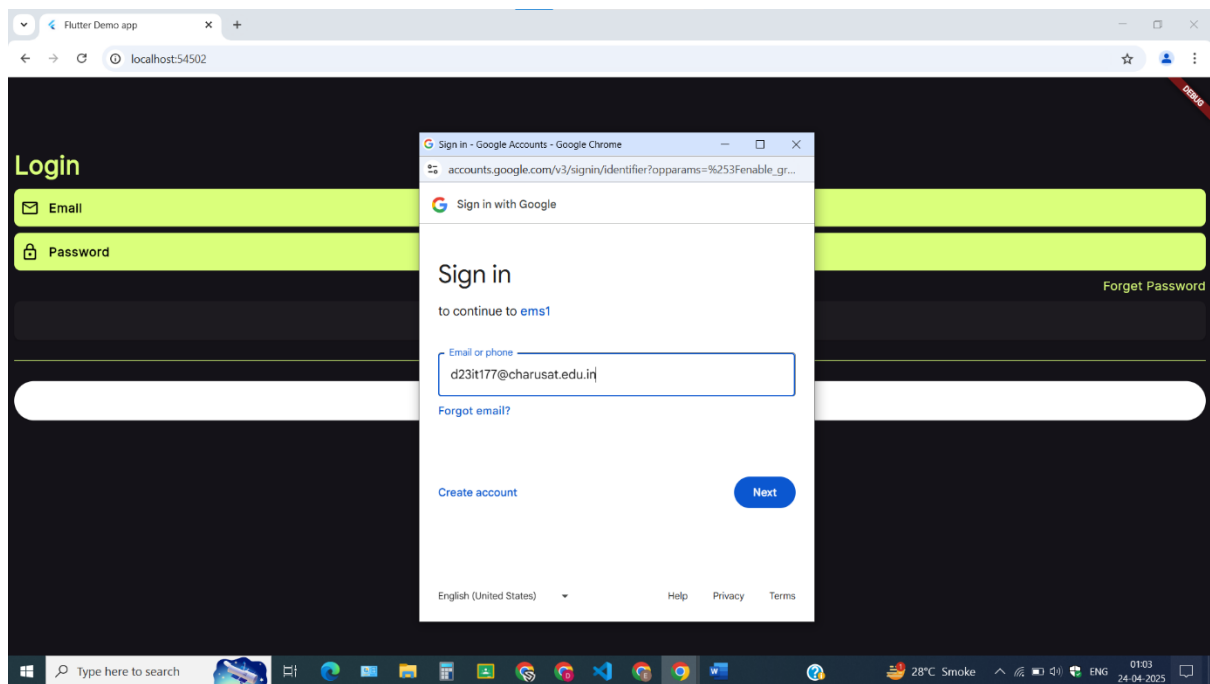 Flutter Demo app
localhost:54502
DEBUG
Login
Email
Password
Forget Password
Sign in - Google Accounts - Google Chrome
accounts.google.com/v3/signin/identifier?opparams=%253Fenable_gr...
Sign in with Google
Sign in
to continue to ems1
Email or phone
d23it177@charusat.edu.in
Forgot email?
Create account
Next
English (United States)
Help Privacy Terms
Type here to search
28°C Smoke
ENG
01:03
24-04-2025